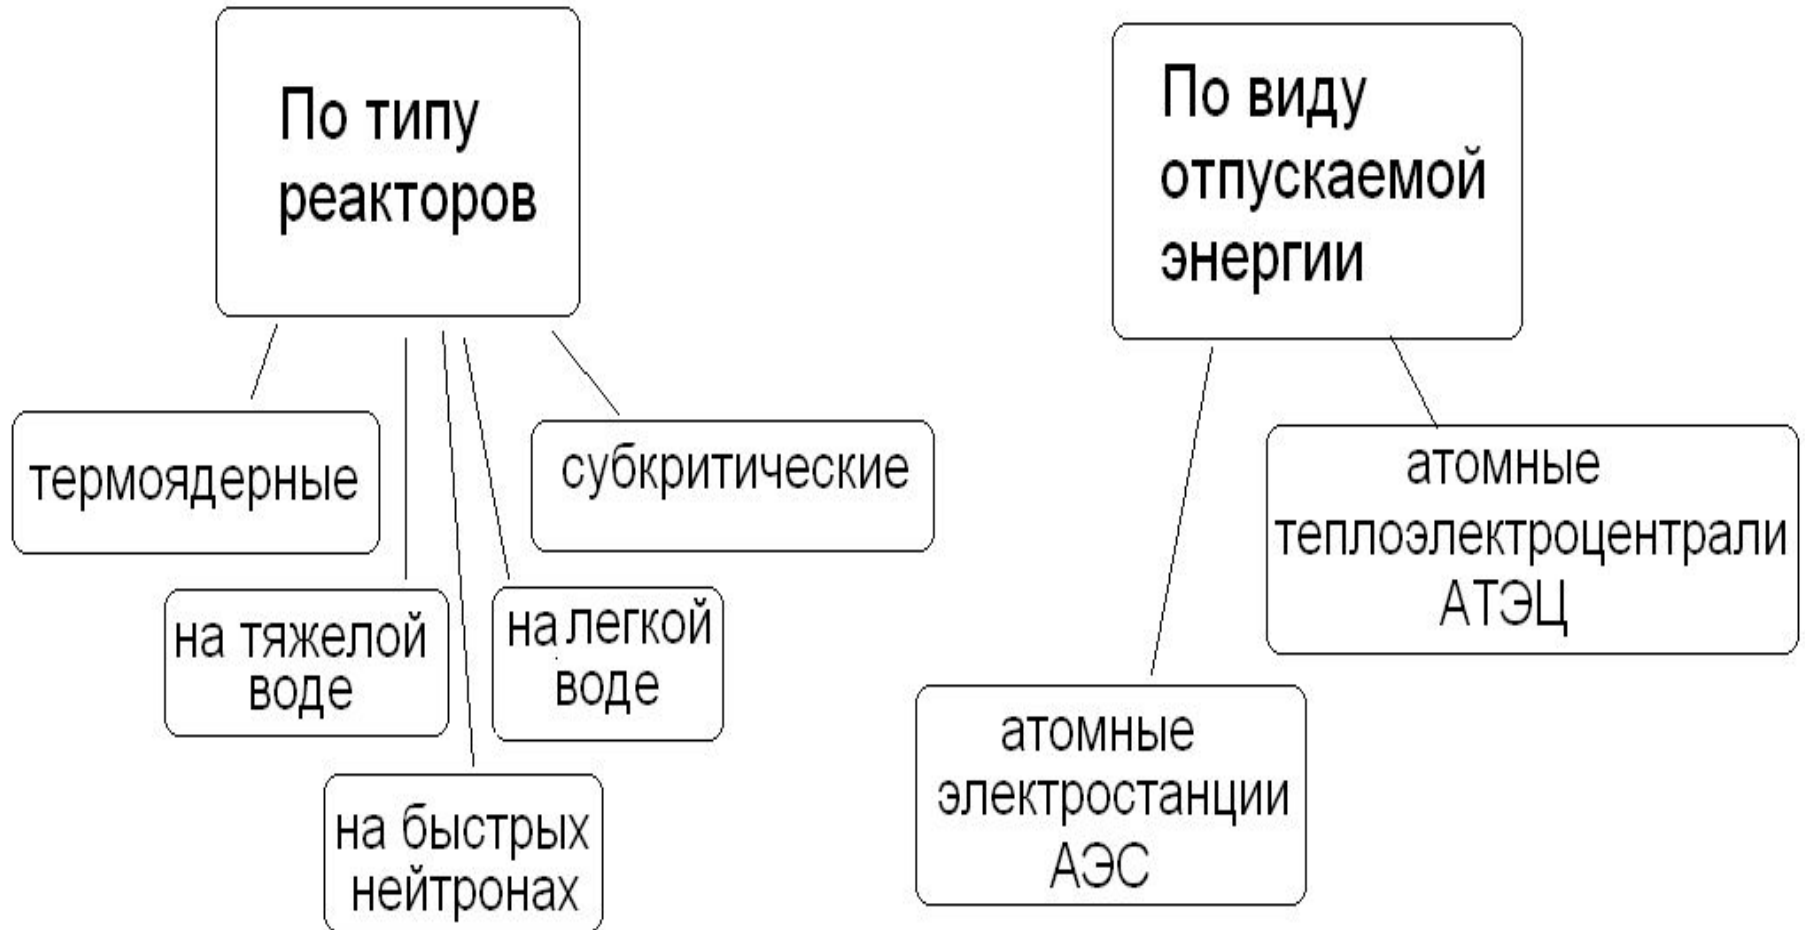 По типу
реакторов
термоядерные
субкритические
на тяжелой
воде
на легкой
воде
на быстрых
нейтронах
По виду
отпускаемой
энергии
атомные
теплоэлектроцентрали
АТЭЦ
атомные
электростанции
АЭС